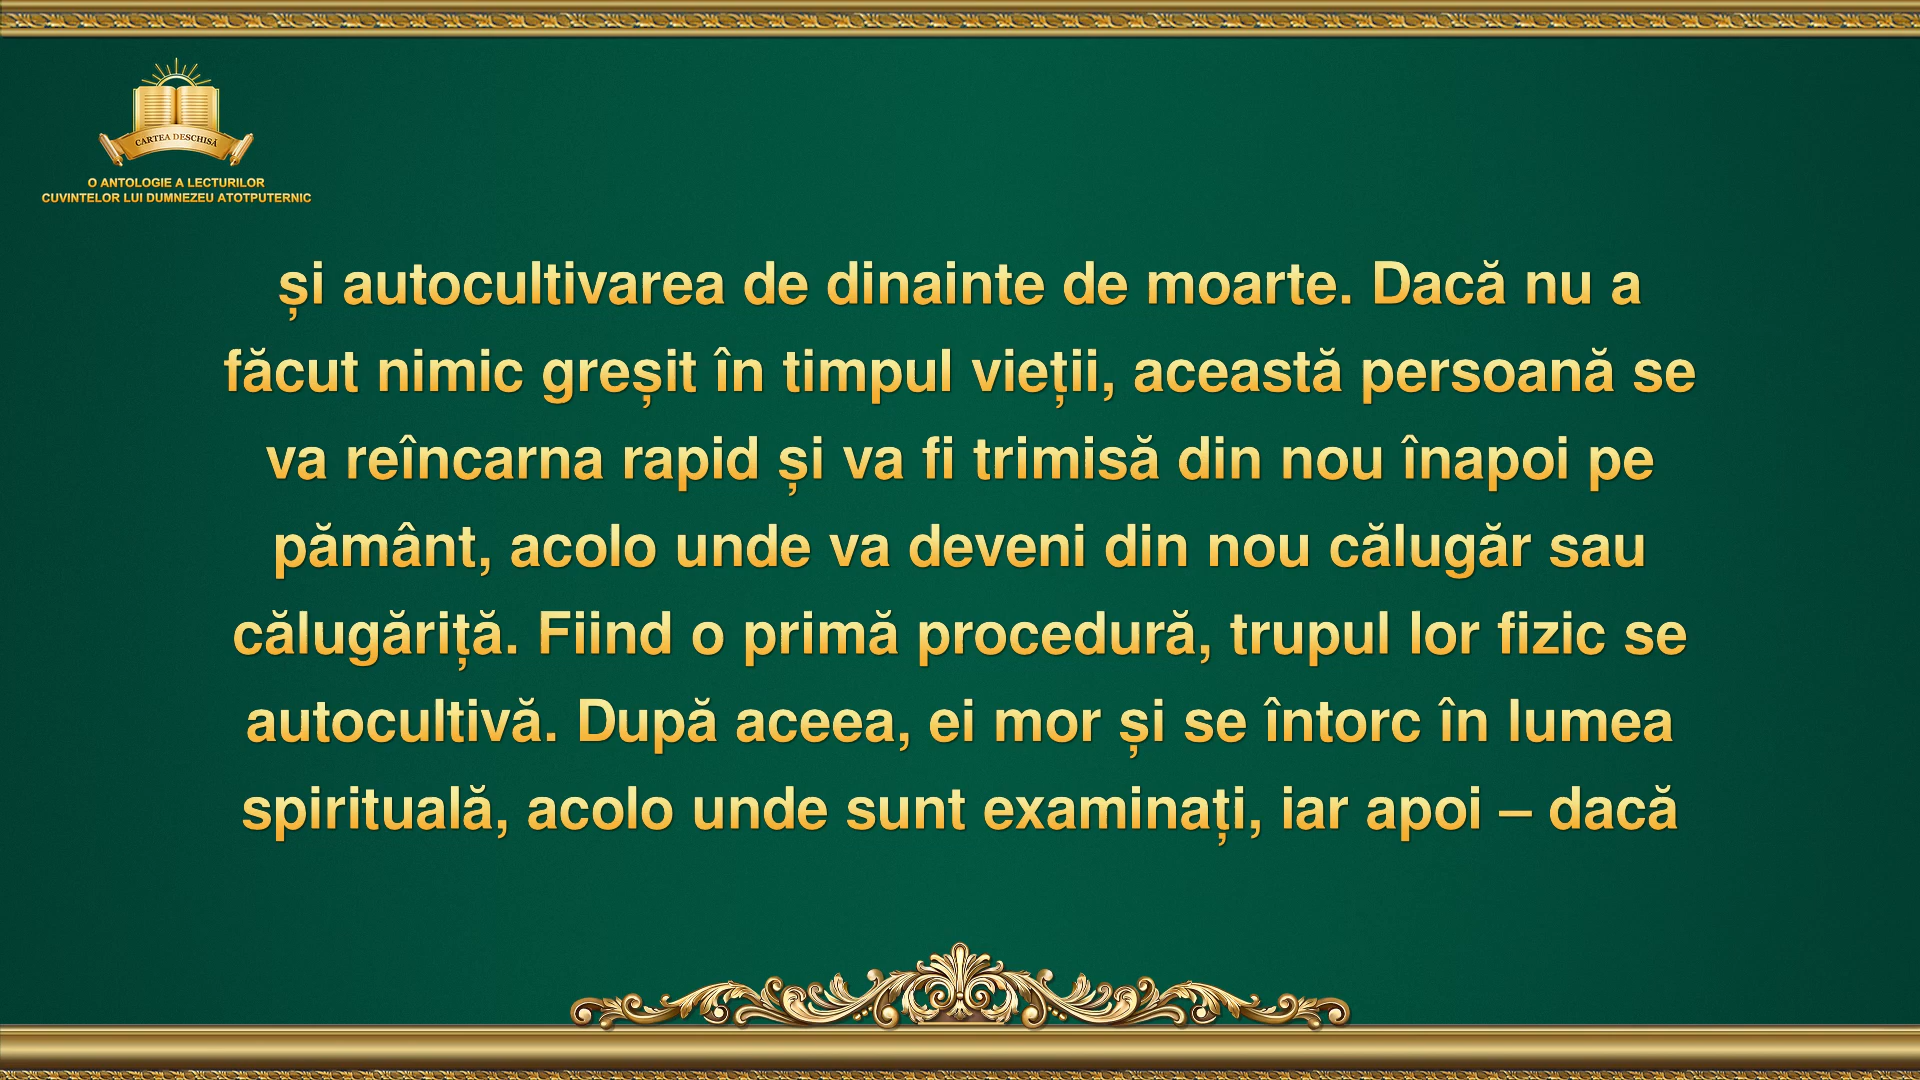 CARTEA DESCHISĂ
O ANTOLOGIE A LECTURILOR
CUVINTELOR LUI DUMNEZEU ATOTPUTERNIC
și autocultivarea de dinainte de moarte. Dacă nu a
făcut nimic greșit în timpul vieții, această persoană se
va reîncarna rapid și va fi trimisă din nou înapoi pe
pământ, acolo unde va deveni din nou călugăr sau
călugăriță. Fiind o primă procedură, trupul lor fizic se
autocultivă. După aceea, ei mor și se întorc în lumea
spirituală, acolo unde sunt examinați, iar apoi – dacă